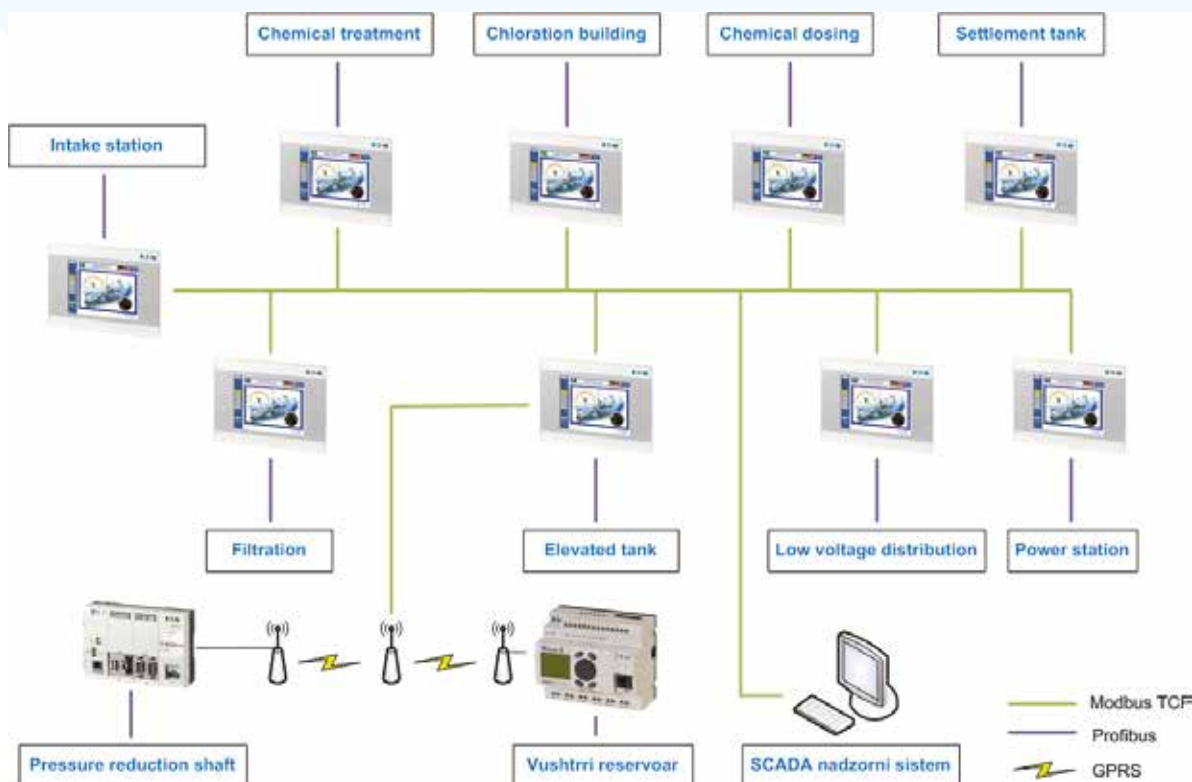 Chemical treatment
Chloration building
Chemical dosing
Settlement tank
Intake station
Filtration
Elevated tank
Low voltage distribution
Power station
Pressure reduction shaft
Vushtrri reservoar
SCADA nadzorni sistem
Modbus TCP
Profibus
GPRS